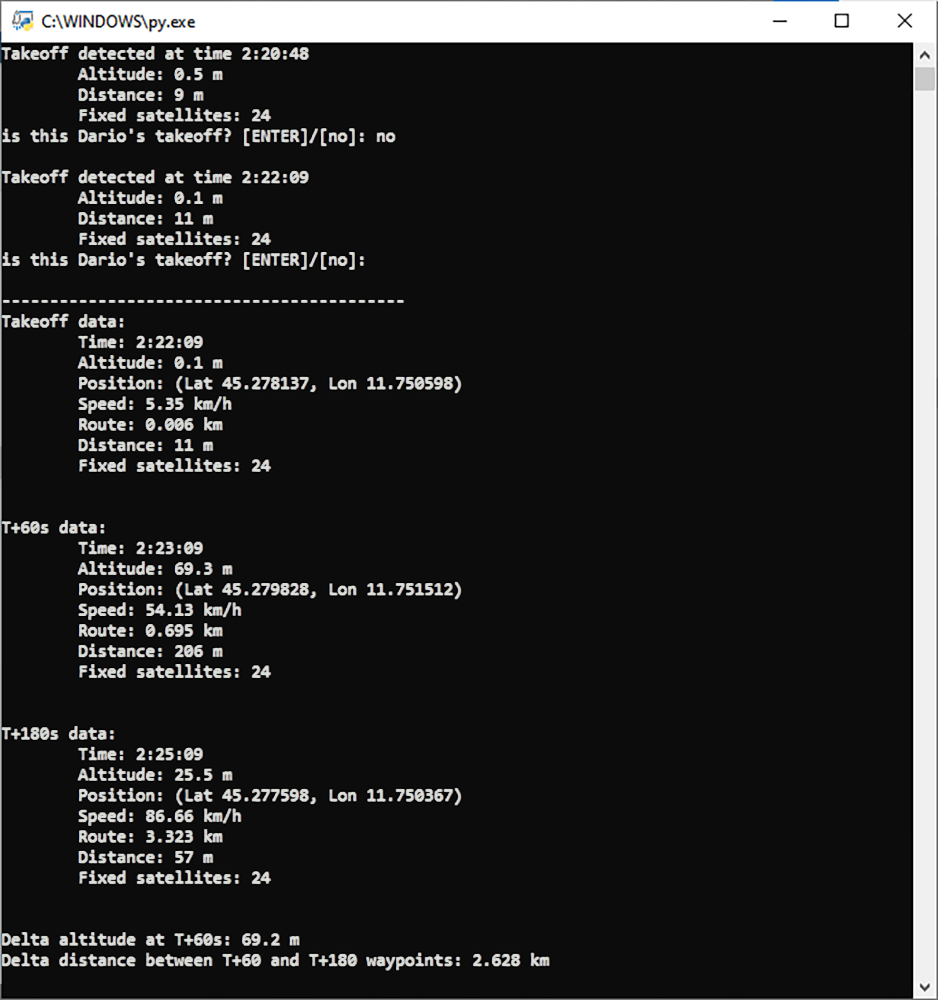 C:\WINDOWS\py.exe
Takeoff detected at time 2:20:48
Altitude: 0.5 m
Distance: 9 m
Fixed satellites: 24
is this Dario's takeoff? [ENTER]/[no]: no
Takeoff detected at time 2:22:09
Altitude: 0.1 m
Distance: 11 m
Fixed satellites: 24
is this Dario's takeoff? [ENTER]/[no]:
------------------------------------------
Takeoff data:
Time: 2:22:09
Altitude: 0.1 m
Position: (Lat 45.278137, Lon 11.750598)
Speed: 5.35 km/h
Route: 0.006 km
Distance: 11 m
Fixed satellites: 24
T+60s data:
Time: 2:23:09
Altitude: 69.3 m
Position: (Lat 45.279828, Lon 11.751512)
Speed: 54.13 km/h
Route: 0.695 km
Distance: 206 m
Fixed satellites: 24
T+180s data:
Time: 2:25:09
Altitude: 25.5 m
Position: (Lat 45.277598, Lon 11.750367)
Speed: 86.66 km/h
Route: 3.323 km
Distance: 57 m
Fixed satellites: 24
Delta altitude at T+60s: 69.2 m
Delta distance between T+60 and T+180 waypoints: 2.628 km